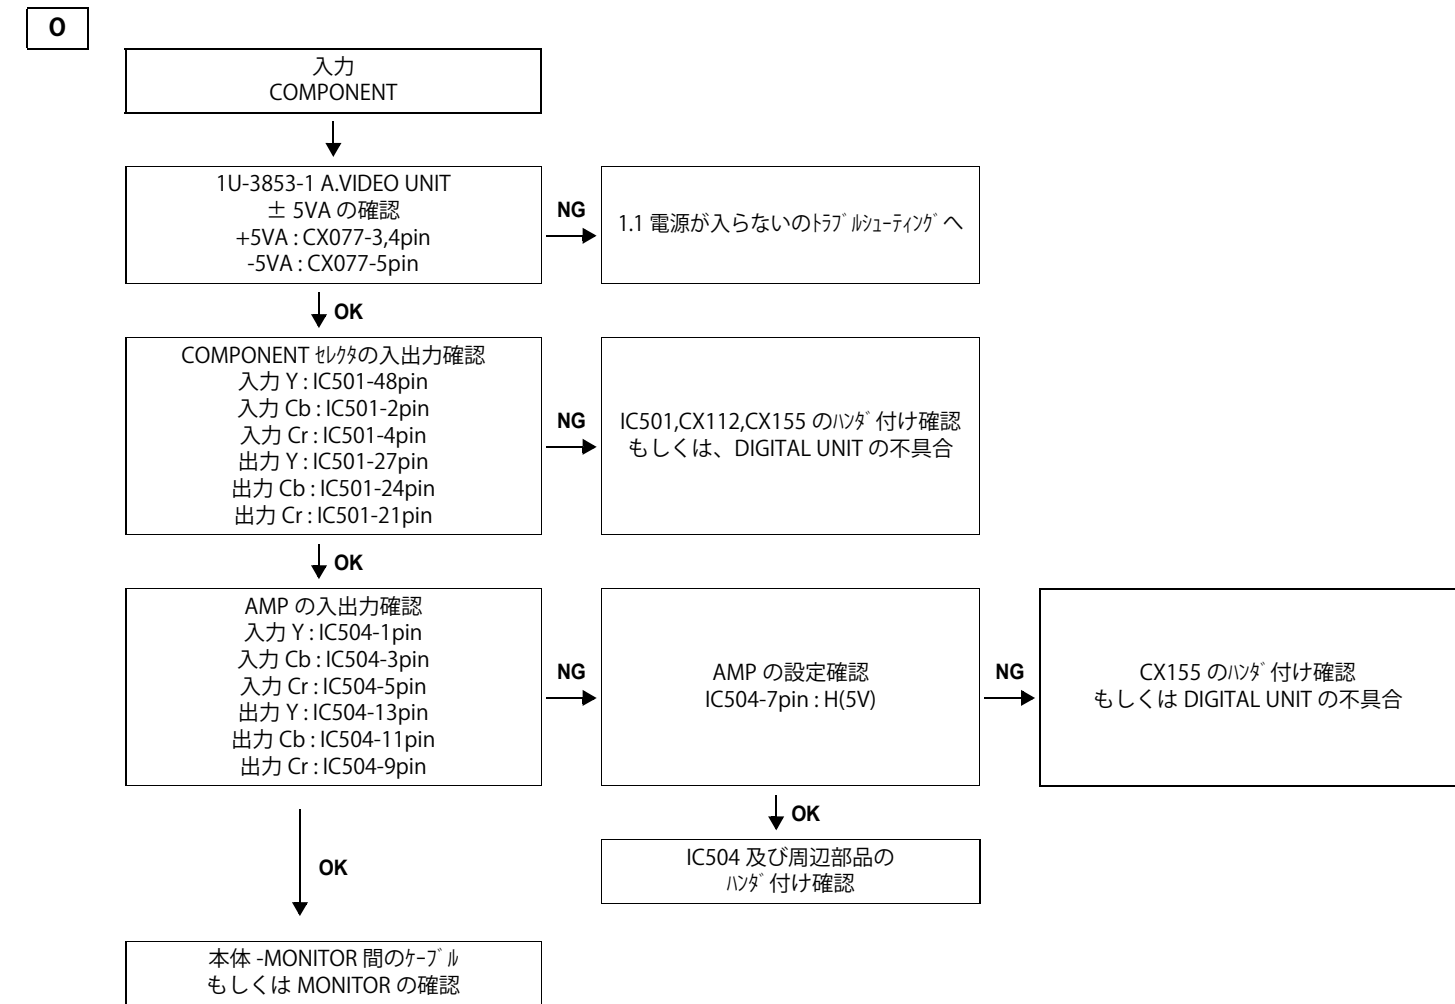 O
入力
COMPONENT
1U-3853-1 A.VIDEO UNIT
± 5VA の確認
+5VA : CX077-3,4pin
-5VA : CX077-5pin
NG
1.1 電源が入らないのﾄﾗﾌﾞﾙｼｭｰﾃｨﾝｸﾞへ
OK
COMPONENT ｾﾚｸﾀの入出力確認
入力 Y : IC501-48pin
入力 Cb : IC501-2pin
入力 Cr : IC501-4pin
出力 Y : IC501-27pin
出力 Cb : IC501-24pin
出力 Cr : IC501-21pin
NG
IC501,CX112,CX155 のﾊﾝﾀﾞ付け確認
もしくは、DIGITAL UNIT の不具合
OK
AMP の入出力確認
入力 Y : IC504-1pin
入力 Cb : IC504-3pin
入力 Cr : IC504-5pin
出力 Y : IC504-13pin
出力 Cb : IC504-11pin
出力 Cr : IC504-9pin
NG
AMP の設定確認
IC504-7pin : H(5V)
NG
CX155 のﾊﾝﾀﾞ付け確認
もしくは DIGITAL UNIT の不具合
OK
IC504 及び周辺部品の
ﾊﾝﾀﾞ付け確認
OK
本体 -MONITOR 間のｹｰﾌﾞﾙ
もしくは MONITOR の確認